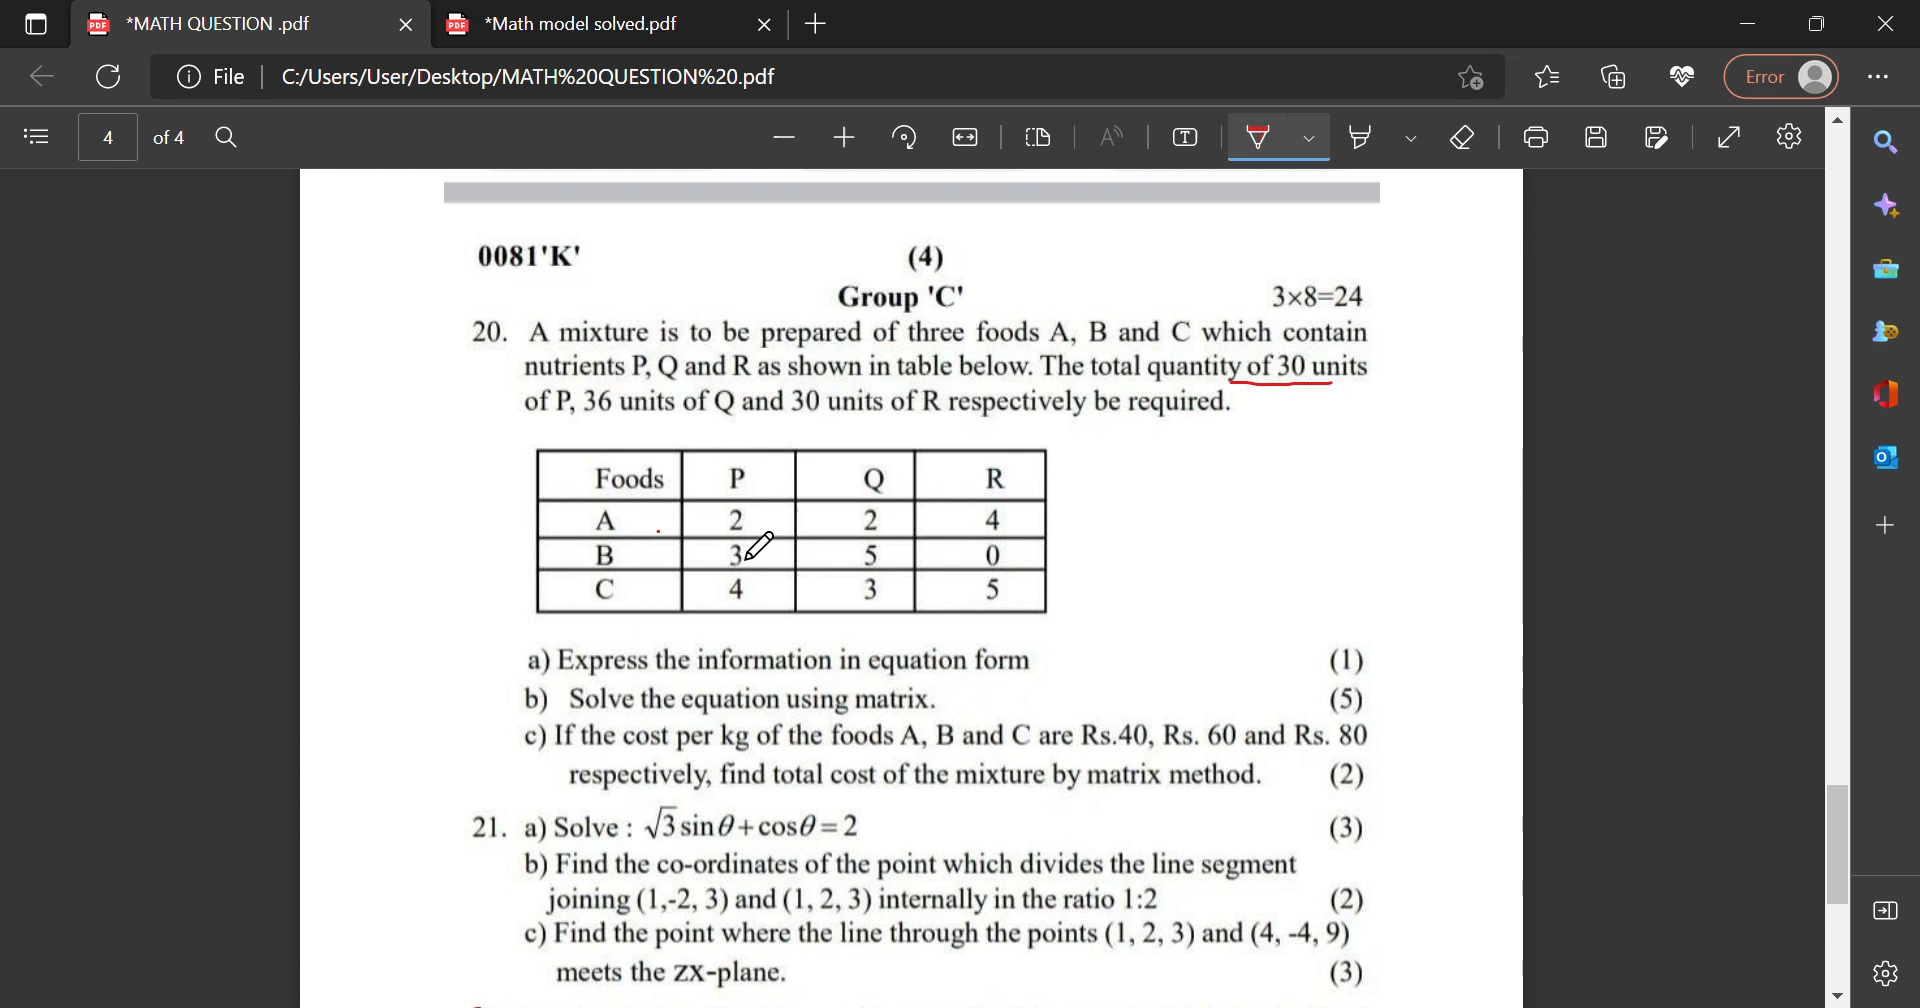 *MATH QUESTION .pdf
*Math model solved.pdf
File
C:/Users/User/Desktop/MATH%20QUESTION%20.pdf
Error
4 of 4
0081'K'
(4)
Group 'C'
3×8=24
20. A mixture is to be prepared of three foods A, B and C which contain
nutrients P, Q and R as shown in table below. The total quantity of 30 units
of P, 36 units of Q and 30 units of R respectively be required.
Foods P Q R
A 2 2 4
B 3 5 0
C 4 3 5
a) Express the information in equation form (1)
b) Solve the equation using matrix. (5)
c) If the cost per kg of the foods A, B and C are Rs.40, Rs. 60 and Rs. 80
respectively, find total cost of the mixture by matrix method. (2)
21. a) Solve : √3 sinθ+cosθ=2 (3)
b) Find the co-ordinates of the point which divides the line segment
joining (1,-2, 3) and (1, 2, 3) internally in the ratio 1:2 (2)
c) Find the point where the line through the points (1, 2, 3) and (4, -4, 9)
meets the ZX-plane. (3)